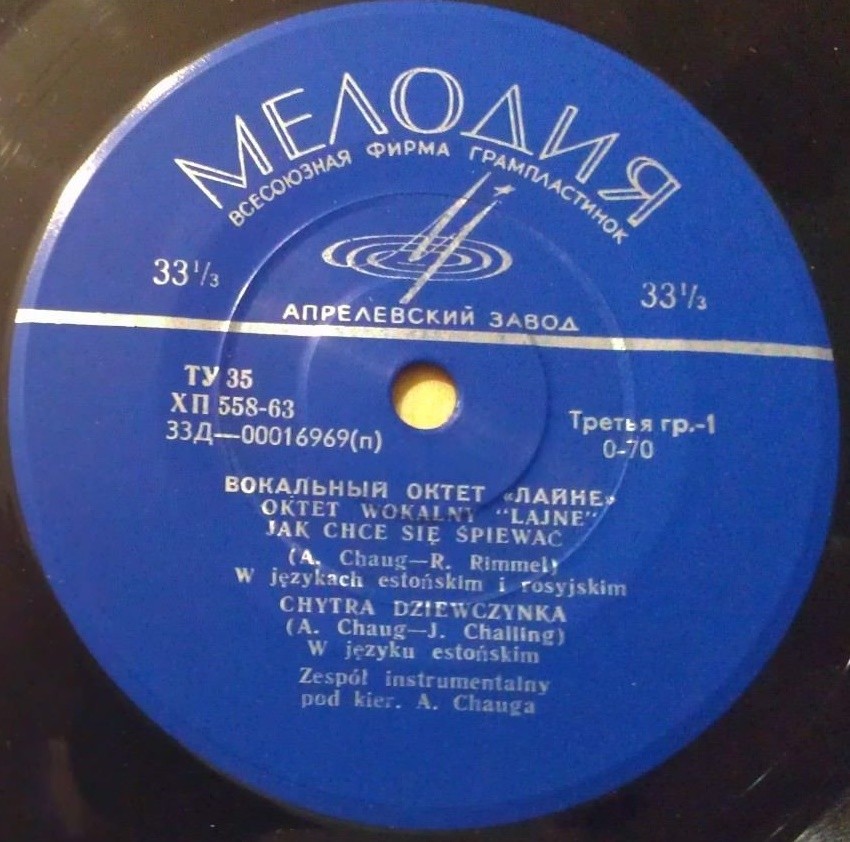 МЕЛОДИЯ
ВСЕСОЮЗНАЯ ФИРМА ГРАМПЛАСТИНОК
33⅓ 33⅓
АПРЕЛЕВСКИЙ ЗАВОД
ТУ 35
ХП 558-63
33Д—00016969(п)
Третья гр.-1
0-70
ВОКАЛЬНЫЙ ОКТЕТ «ЛАЙНЕ»
OKTET WOKALNY "LAJNE"
JAK CHCE SIĘ ŚPIEWAĆ
(A. Chaug—R. Rimmel)
W językach estońskim i rosyjskim
CHYTRA DZIEWCZYNKA
(A. Chaug—J. Challing)
W języku estońskim
Zespół instrumentalny
pod kier. A. Chauga